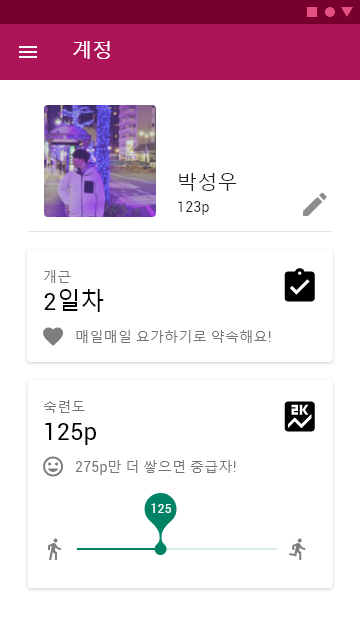 계정
박성우
123p
개근
2일차
매일매일 요가하기로 약속해요!
숙련도
2K
125p
275p만 더 쌓으면 중급자!
125